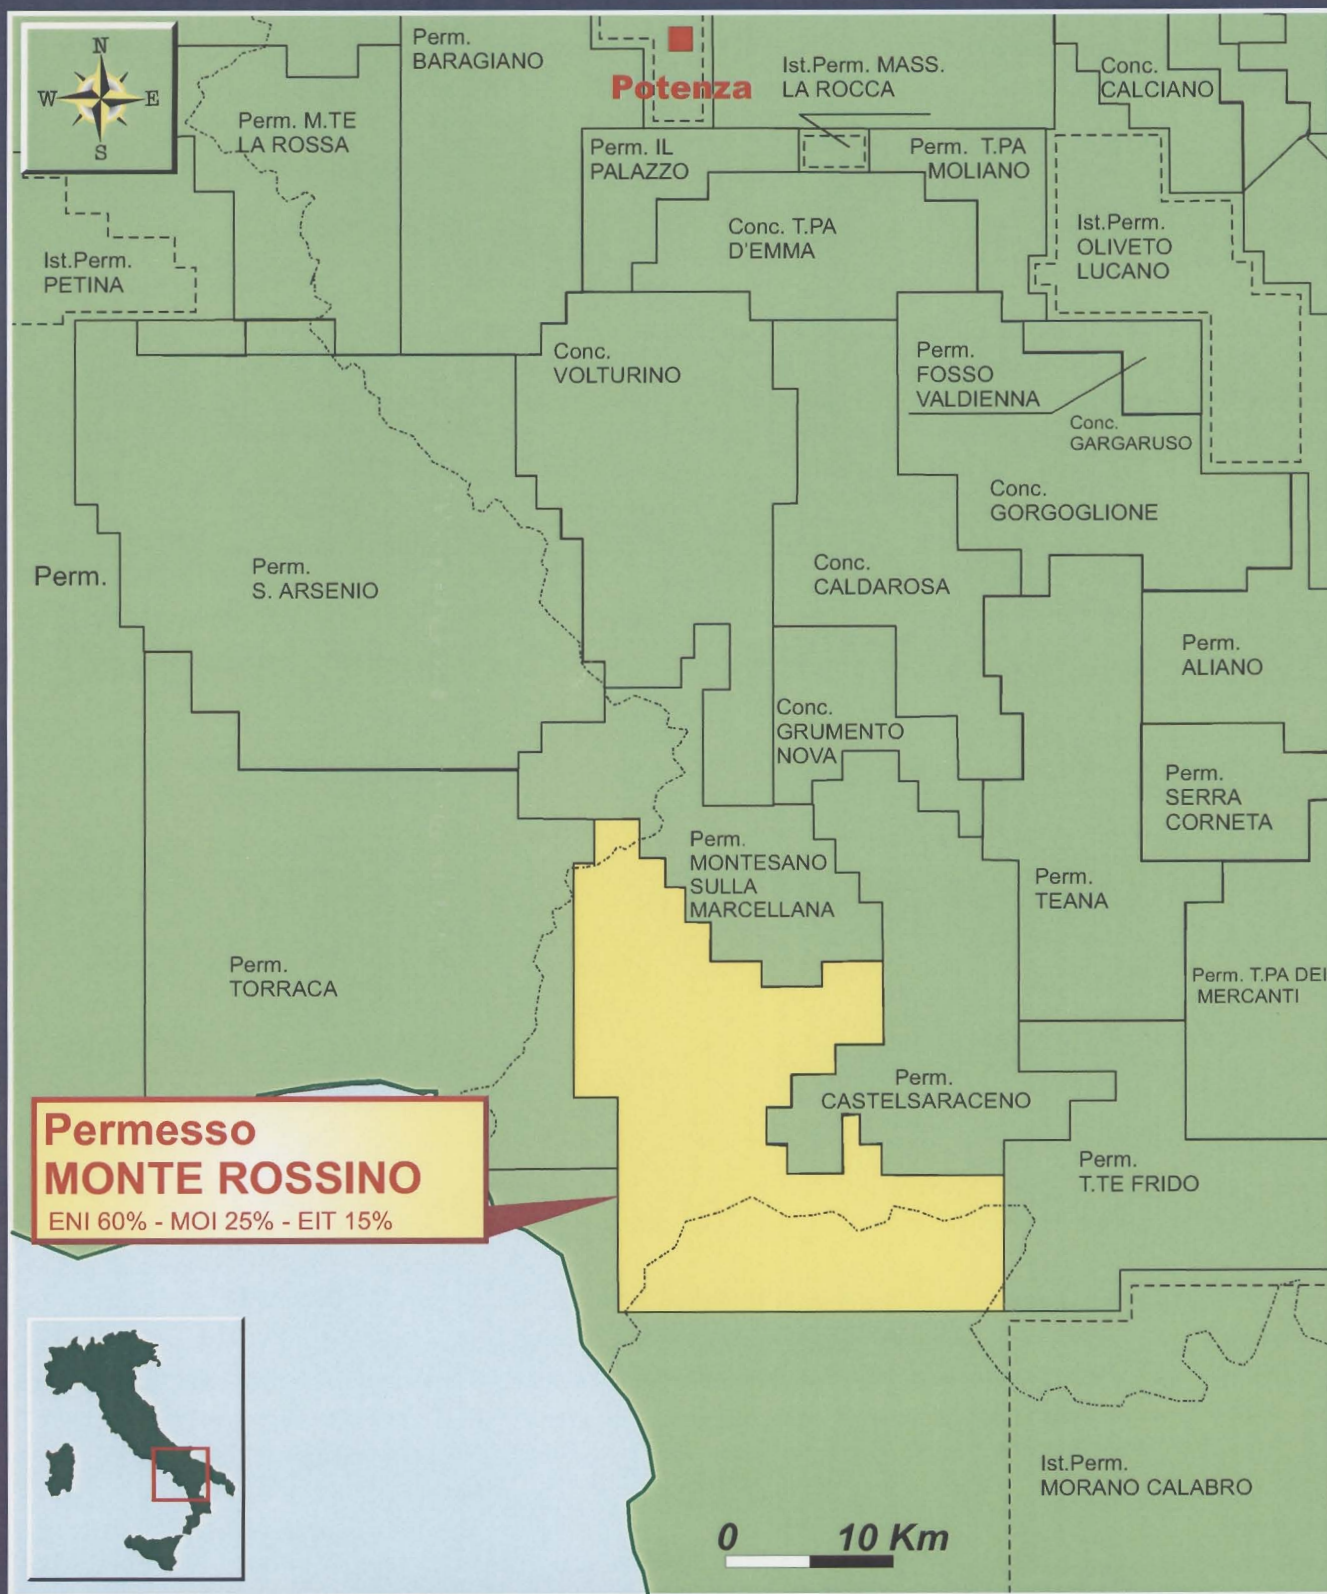 N
W
E
S
Perm.
BARAGIANO
Potenza
Ist.Perm. MASS.
LA ROCCA
Conc.
CALCIANO
Perm. M.TE
LA ROSSA
Perm. IL
PALAZZO
Perm. T.PA
MOLIANO
Ist.Perm.
PETINA
Conc. T.PA
D'EMMA
Ist.Perm.
OLIVETO
LUCANO
Conc.
VOLTURINO
Perm.
FOSSO
VALDIENNA
Conc.
GARGARUSO
Conc.
GORGOGLIONE
Perm.
Perm.
S. ARSENIO
Conc.
CALDAROSA
Perm.
ALIANO
Conc.
GRUMENTO
NOVA
Perm.
SERRA
CORNETA
Perm.
MONTESANO
SULLA
MARCELLANA
Perm.
TEANA
Perm.
TORRACA
Perm. T.PA DEI
MERCANTI
Perm.
CASTELSARACENO
Permesso
MONTE ROSSINO
ENI 60% - MOI 25% - EIT 15%
Perm.
T.TE FRIDO
Ist.Perm.
MORANO CALABRO
0 10 Km